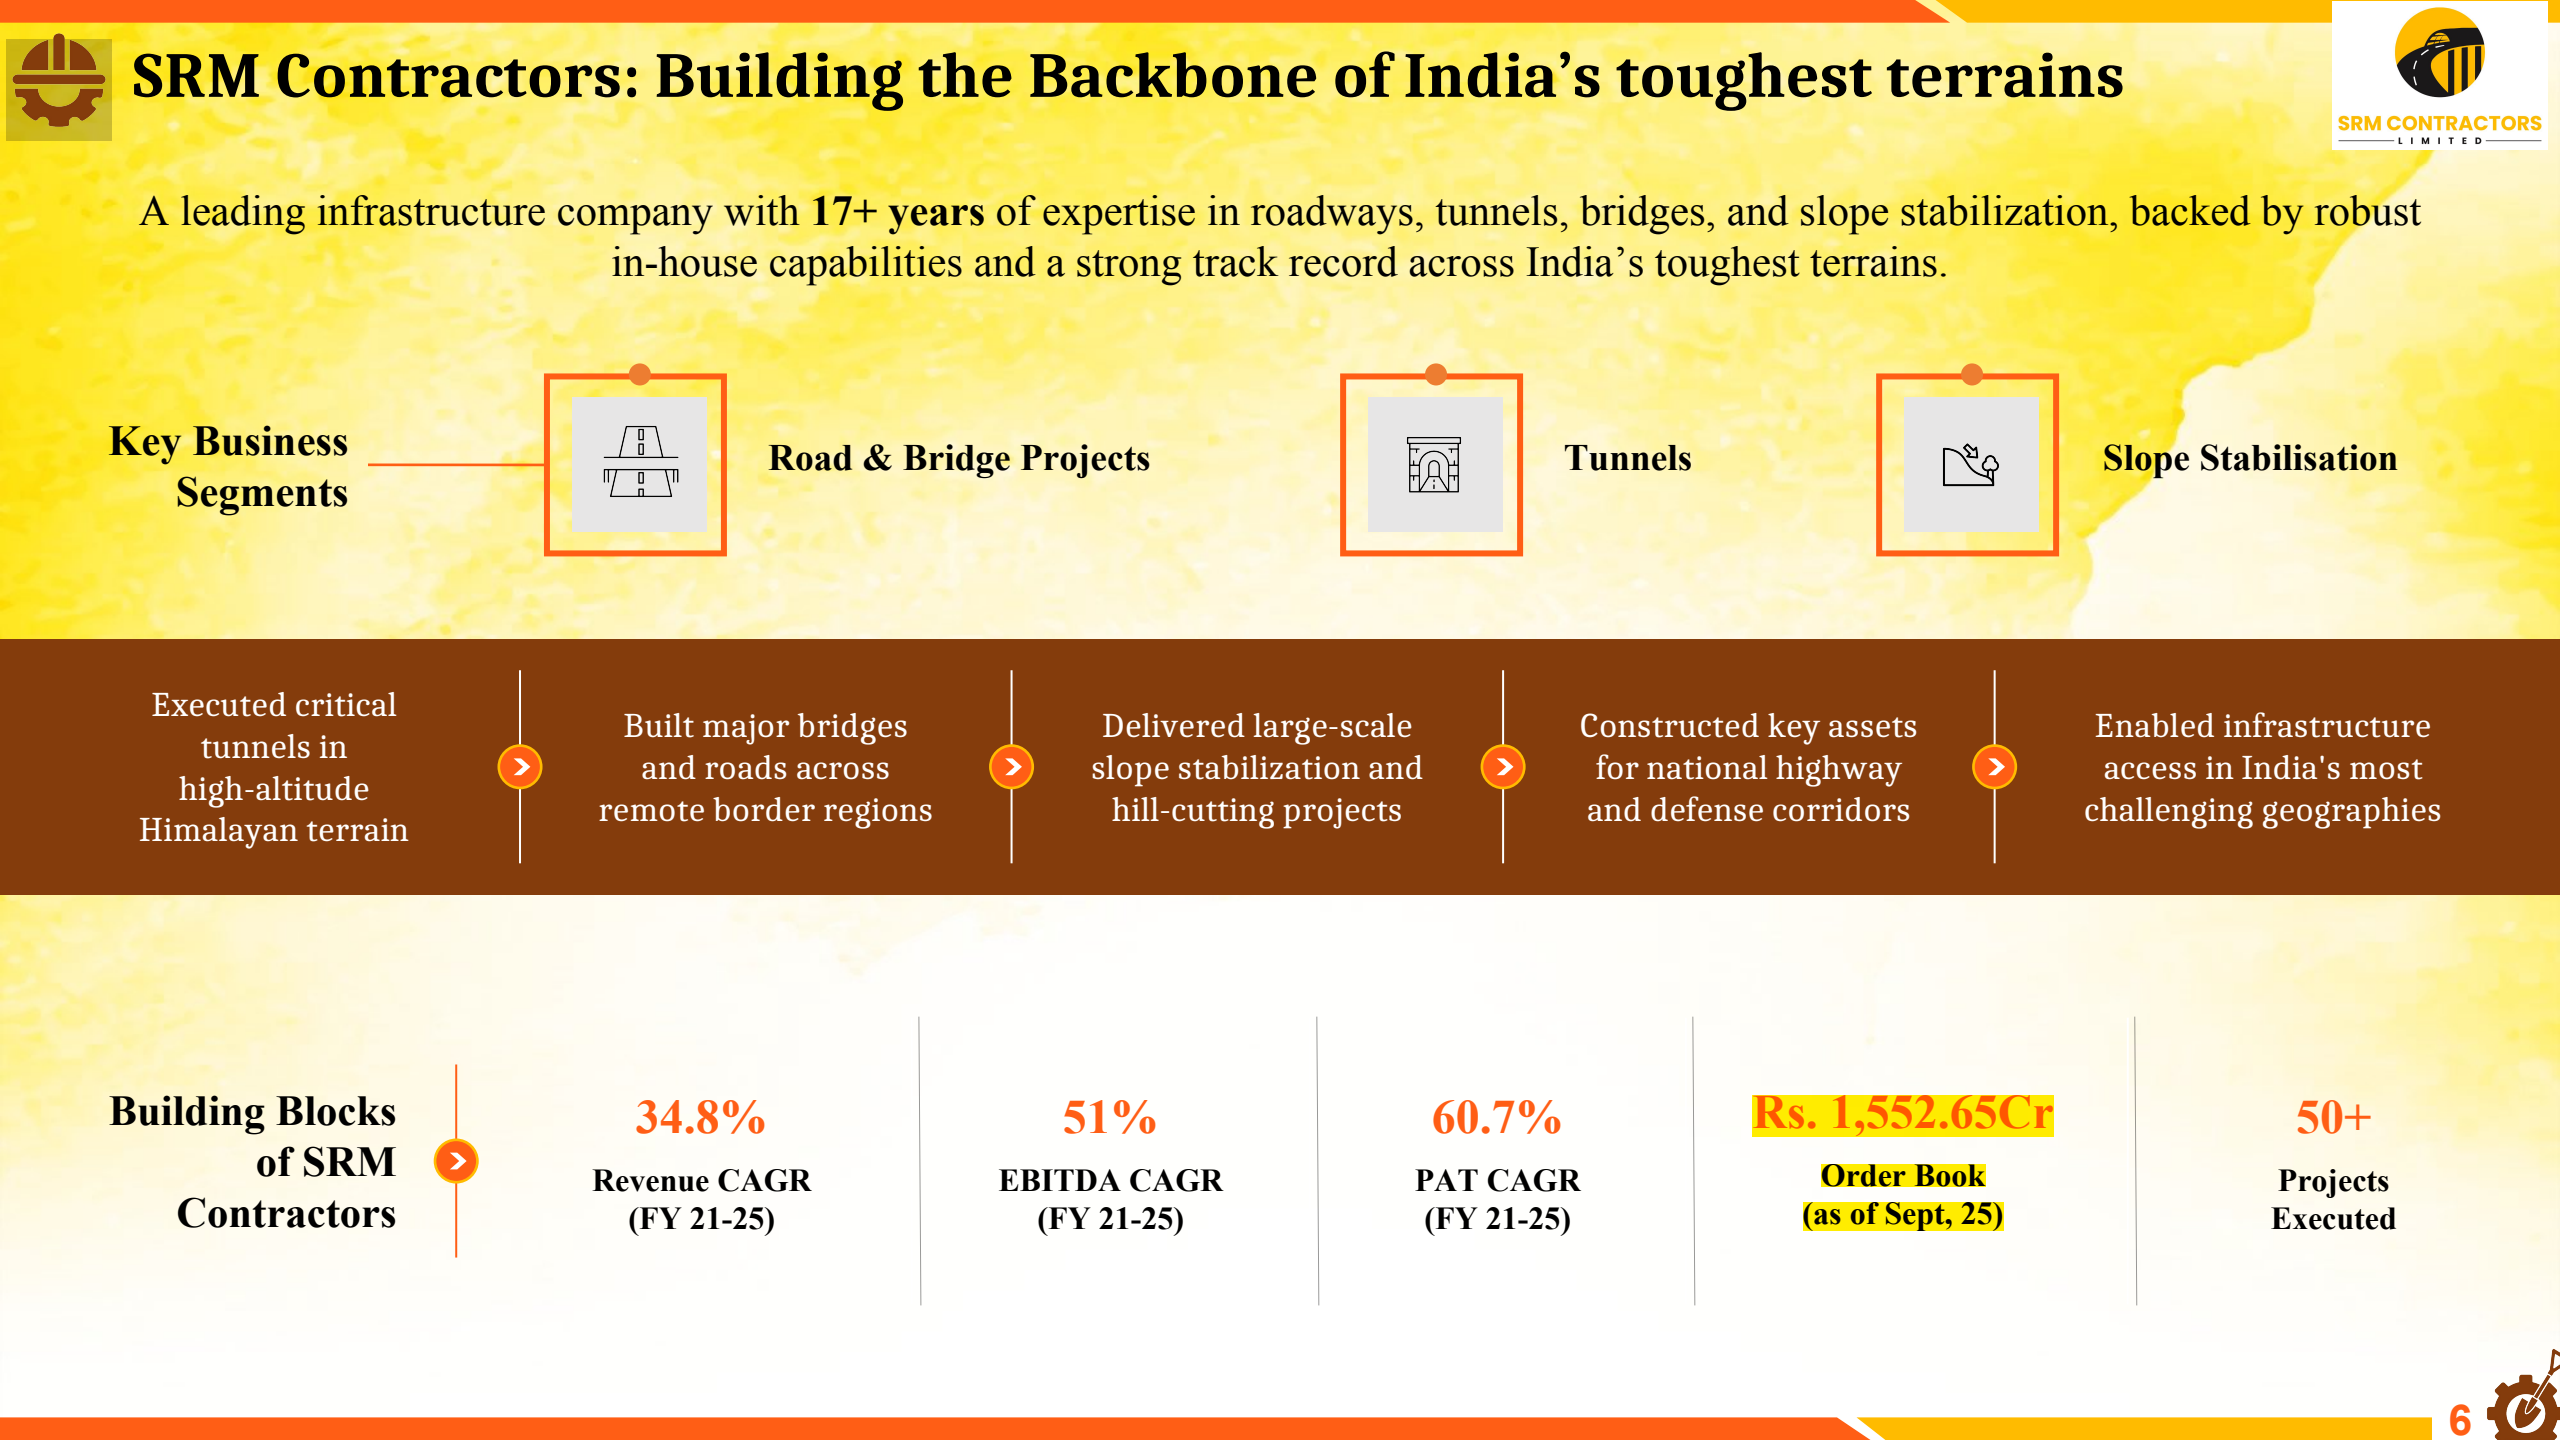 SRM Contractors: Building the Backbone of India’s toughest terrains
SRM CONTRACTORS
LIMITED
A leading infrastructure company with 17+ years of expertise in roadways, tunnels, bridges, and slope stabilization, backed by robust
in-house capabilities and a strong track record across India’s toughest terrains.
Key Business
Segments
Road & Bridge Projects
Tunnels
Slope Stabilisation
Executed critical
tunnels in
high-altitude
Himalayan terrain
Built major bridges
and roads across
remote border regions
Delivered large-scale
slope stabilization and
hill-cutting projects
Constructed key assets
for national highway
and defense corridors
Enabled infrastructure
access in India's most
challenging geographies
Building Blocks
of SRM
Contractors
34.8%
Revenue CAGR
(FY 21-25)
51%
EBITDA CAGR
(FY 21-25)
60.7%
PAT CAGR
(FY 21-25)
Rs. 1,552.65Cr
Order Book
(as of Sept, 25)
50+
Projects
Executed
6